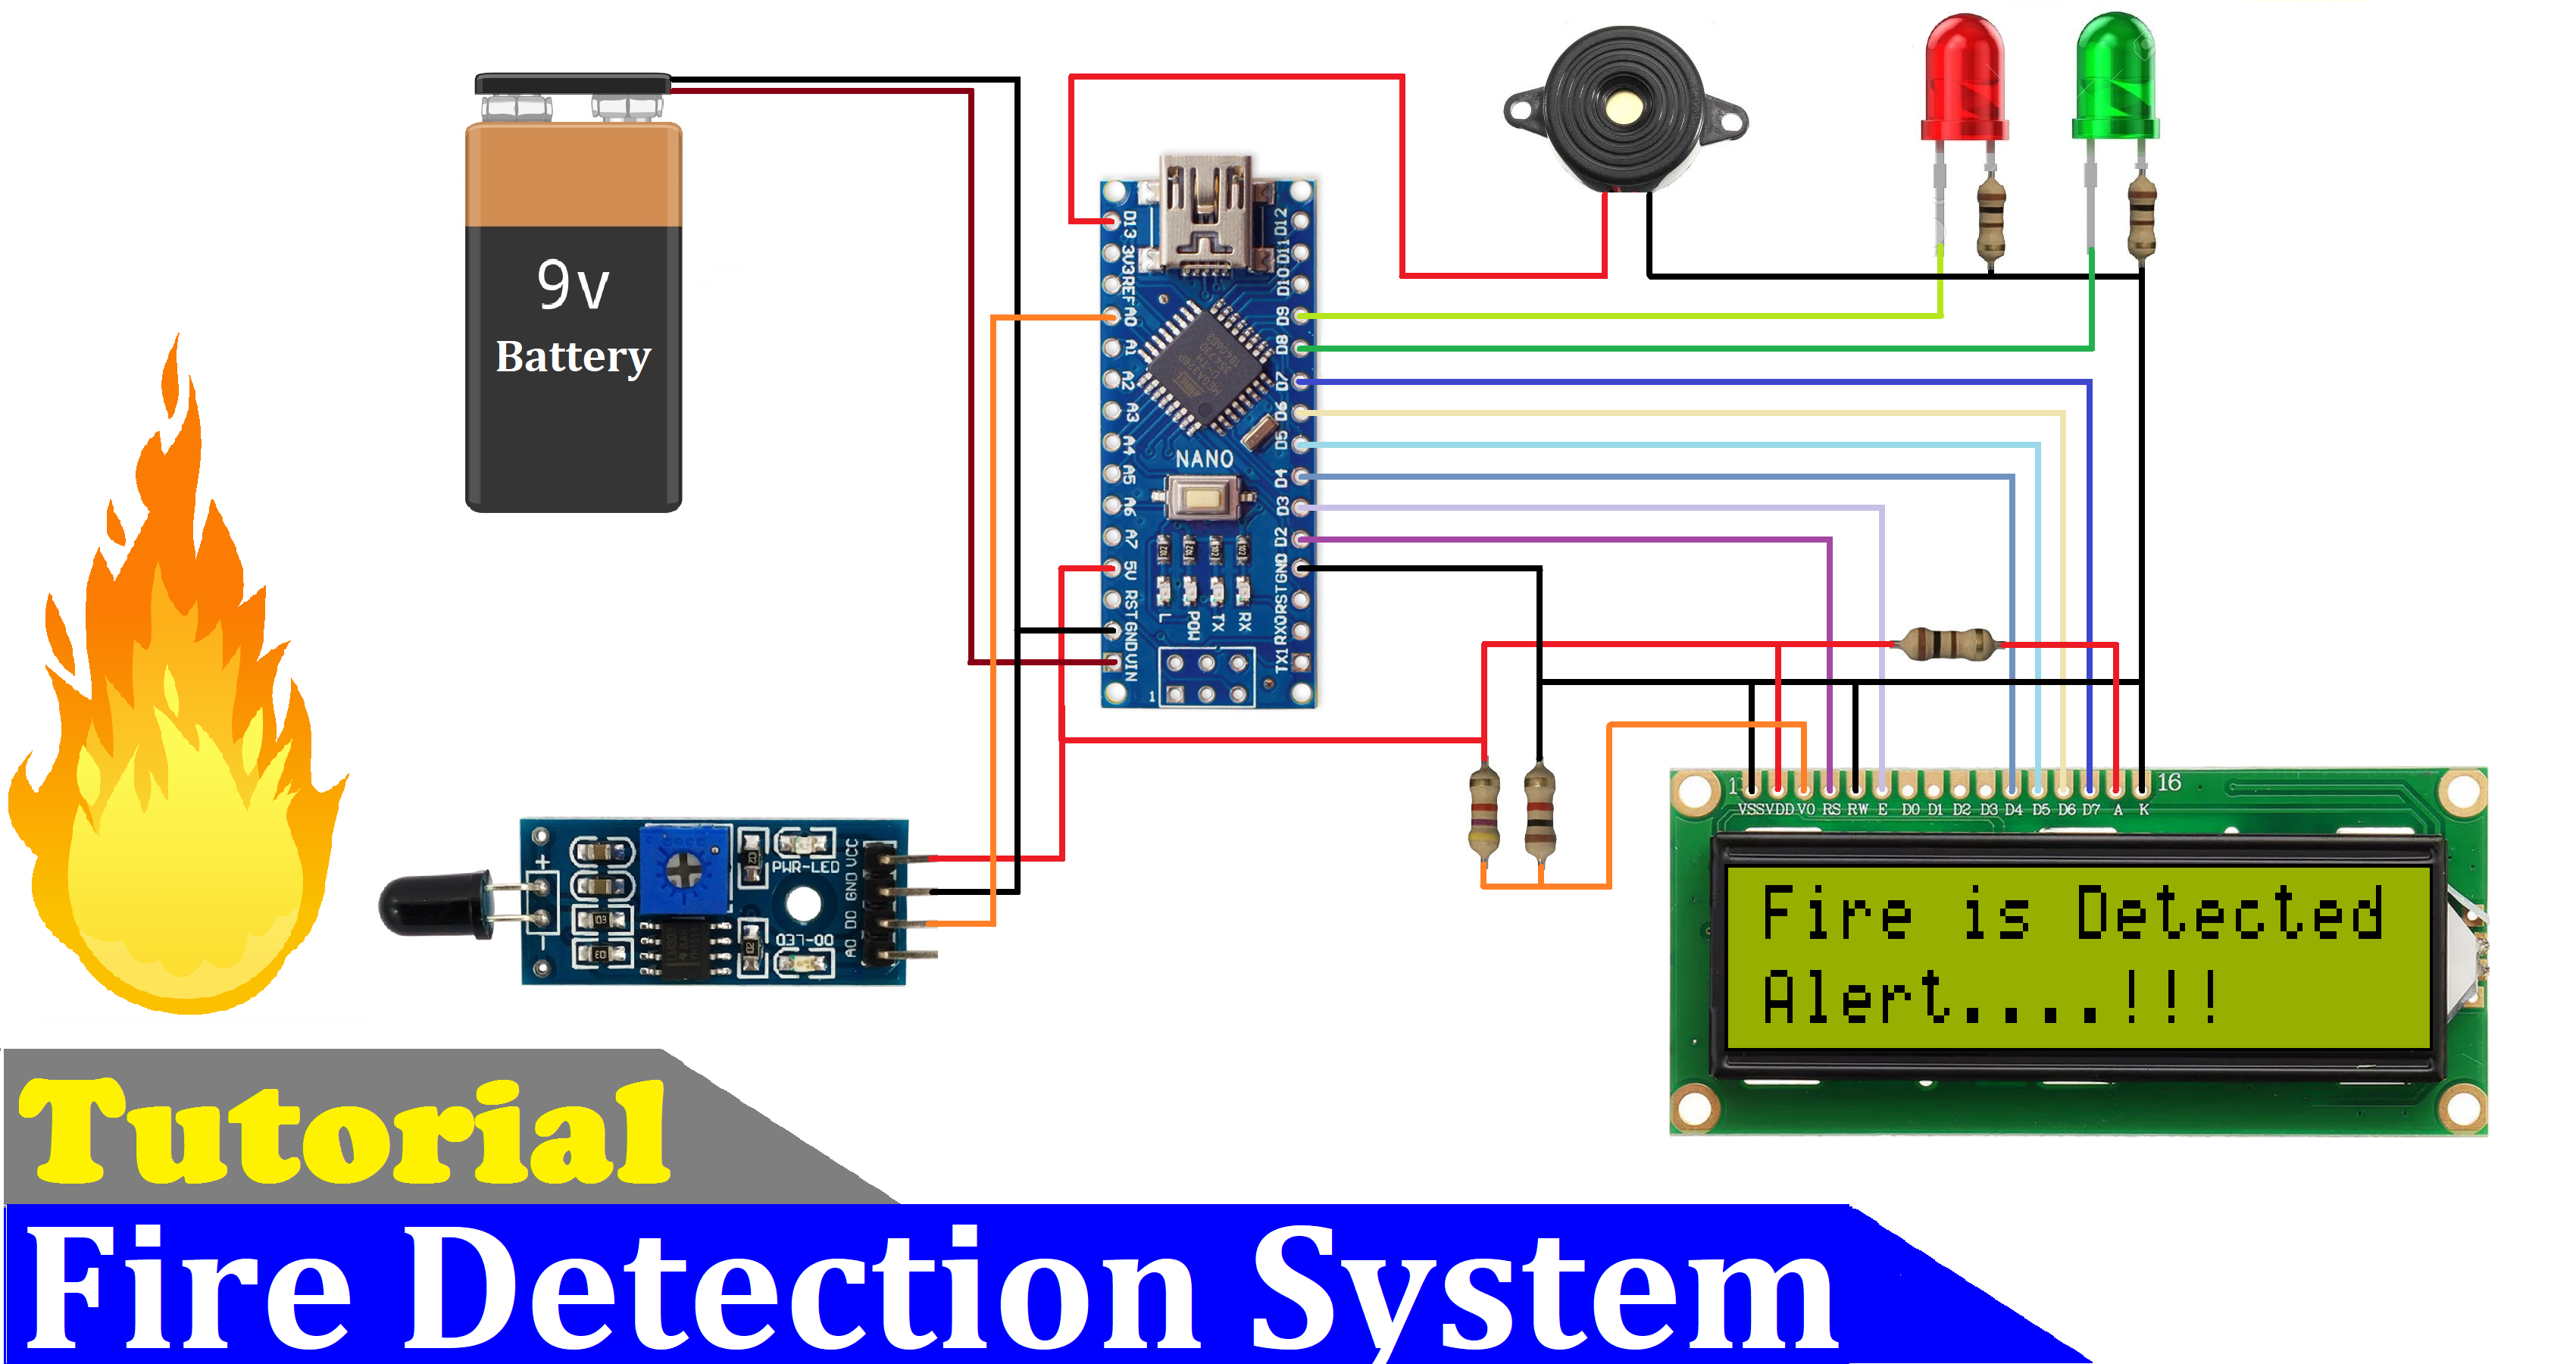 9v
Battery
D13
3V3
REF
A0
A1
A2
A3
A4
A5
A6
A7
5V
RST
GND
VIN
D12
D11
D10
D9
D8
D7
D6
D5
D4
D3
D2
GND
RST
RX0
TX1
NANO
L
POW
TX
RX
1
+
-
PWR-LED
DO-LED
VCC
GND
DO
AO
1
16
VSS VDD VO RS RW E D0 D1 D2 D3 D4 D5 D6 D7 A K
Fire is Detected
Alert....!!!
Tutorial
Fire Detection System